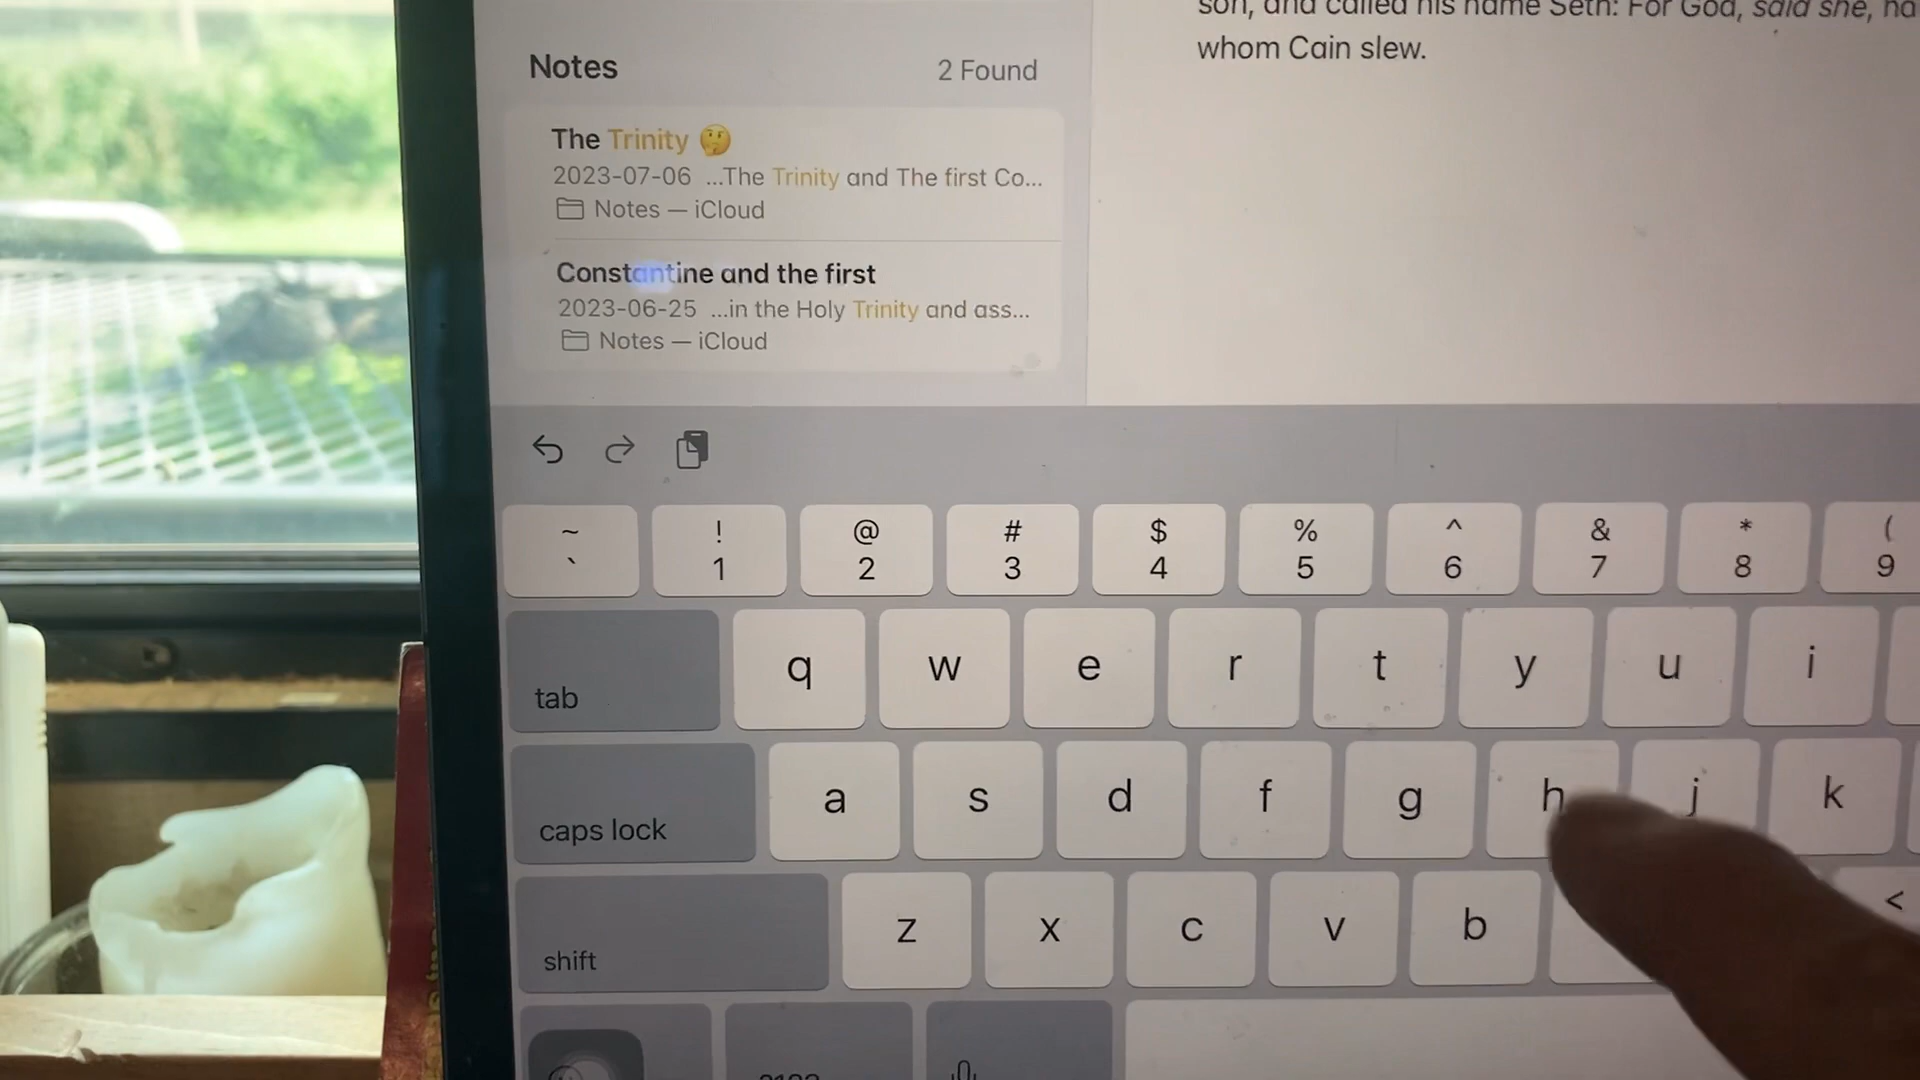 son, and called his name Seth: For God, said she, ha
whom Cain slew.
Notes 2 Found
The Trinity 🤔
2023-07-06 ...The Trinity and The first Co...
Notes — iCloud
Constantine and the first
2023-06-25 ...in the Holy Trinity and ass...
Notes — iCloud
~ ! @ # $ % ^ & * (
` 1 2 3 4 5 6 7 8 9
tab q w e r t y u i
caps lock a s d f g h j k
shift z x c v b <